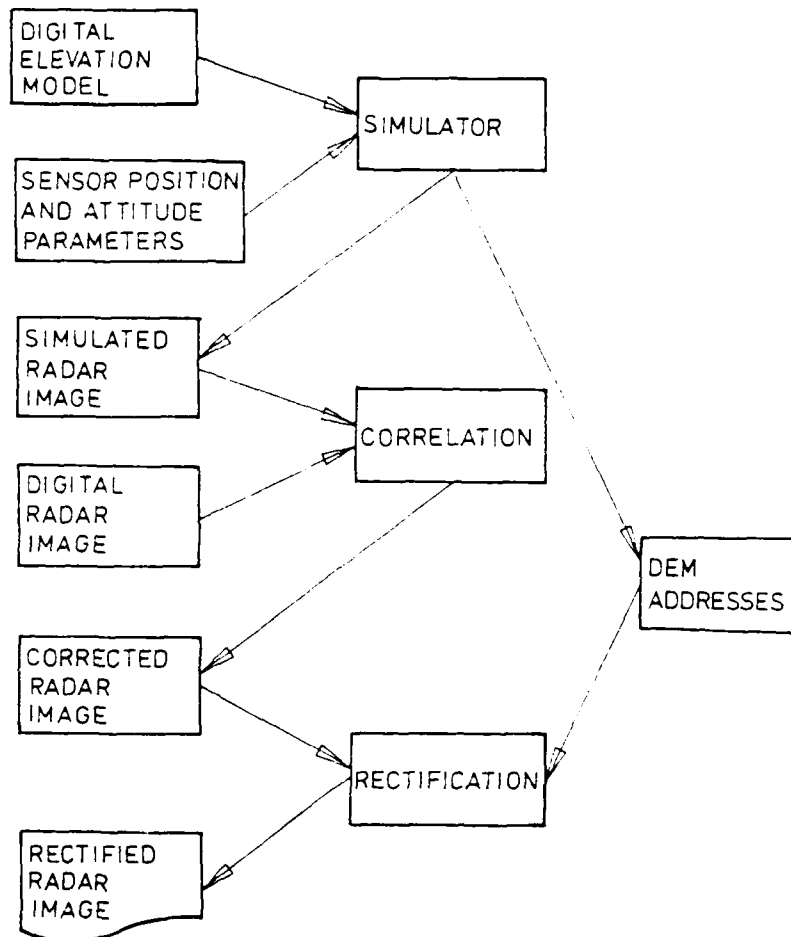 DIGITAL
ELEVATION
MODEL
SIMULATOR
SENSOR POSITION
AND ATTITUDE
PARAMETERS
SIMULATED
RADAR
IMAGE
CORRELATION
DIGITAL
RADAR
IMAGE
DEM
ADDRESSES
CORRECTED
RADAR
IMAGE
RECTIFICATION
RECTIFIED
RADAR
IMAGE